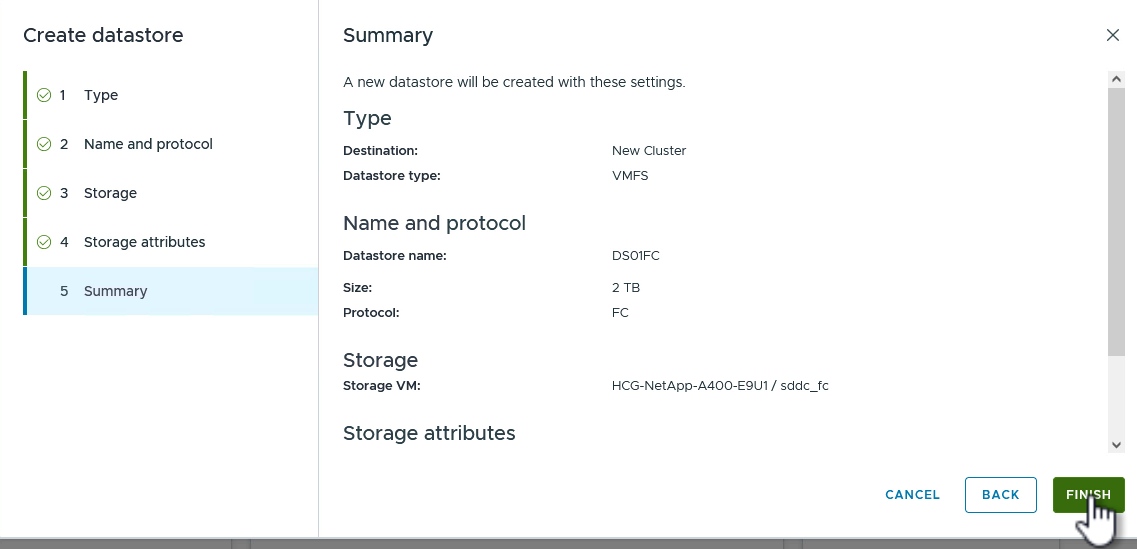 Create datastore
1 Type
2 Name and protocol
3 Storage
4 Storage attributes
5 Summary
Summary
A new datastore will be created with these settings.
Type
Destination: New Cluster
Datastore type: VMFS
Name and protocol
Datastore name: DS01FC
Size: 2 TB
Protocol: FC
Storage
Storage VM: HCG-NetApp-A400-E9U1 / sddc_fc
Storage attributes
CANCEL BACK FINISH